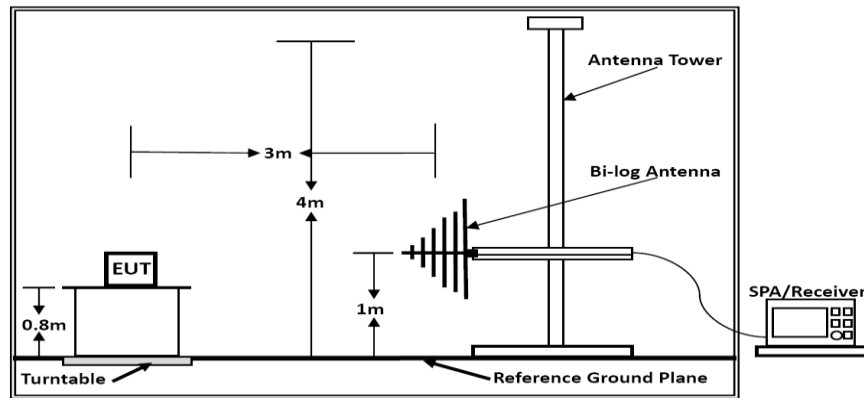 Antenna Tower
3m
Bi-log Antenna
4m
EUT
SPA/Receiver
0.8m
1m
Turntable
Reference Ground Plane